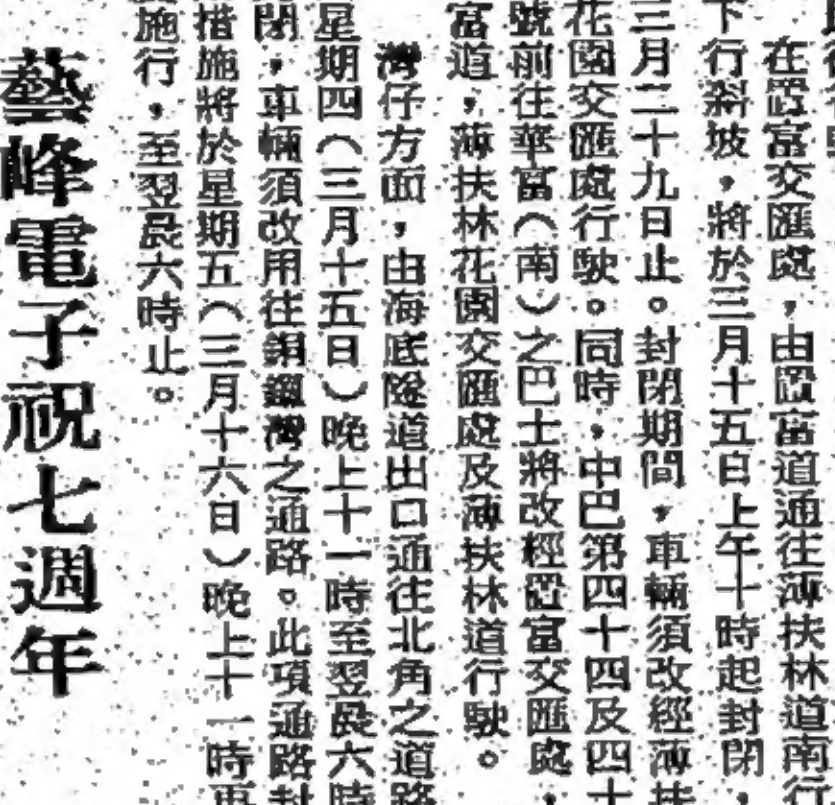 在置富交匯處，由置富道通往薄扶林道南行
下行斜坡，將於三月十五日上午十時起封閉，
三月二十九日止。封閉期間，車輛須改經薄扶
花園交匯處行駛。同時，中巴第四十四及四十
號前往華富（南）之巴士將改經置富交匯處，
富道，薄扶林花園交匯處及薄扶林道行駛。
灣仔方面，由海底隧道出口通往北角之道路
星期四（三月十五日）晚上十一時至翌晨六時
閉，車輛須改用往銅鑼灣之通路。此項通路封
措施將於星期五（三月十六日）晚上十一時再
施行，至翌晨六時止。
藝峰電子祝七週年